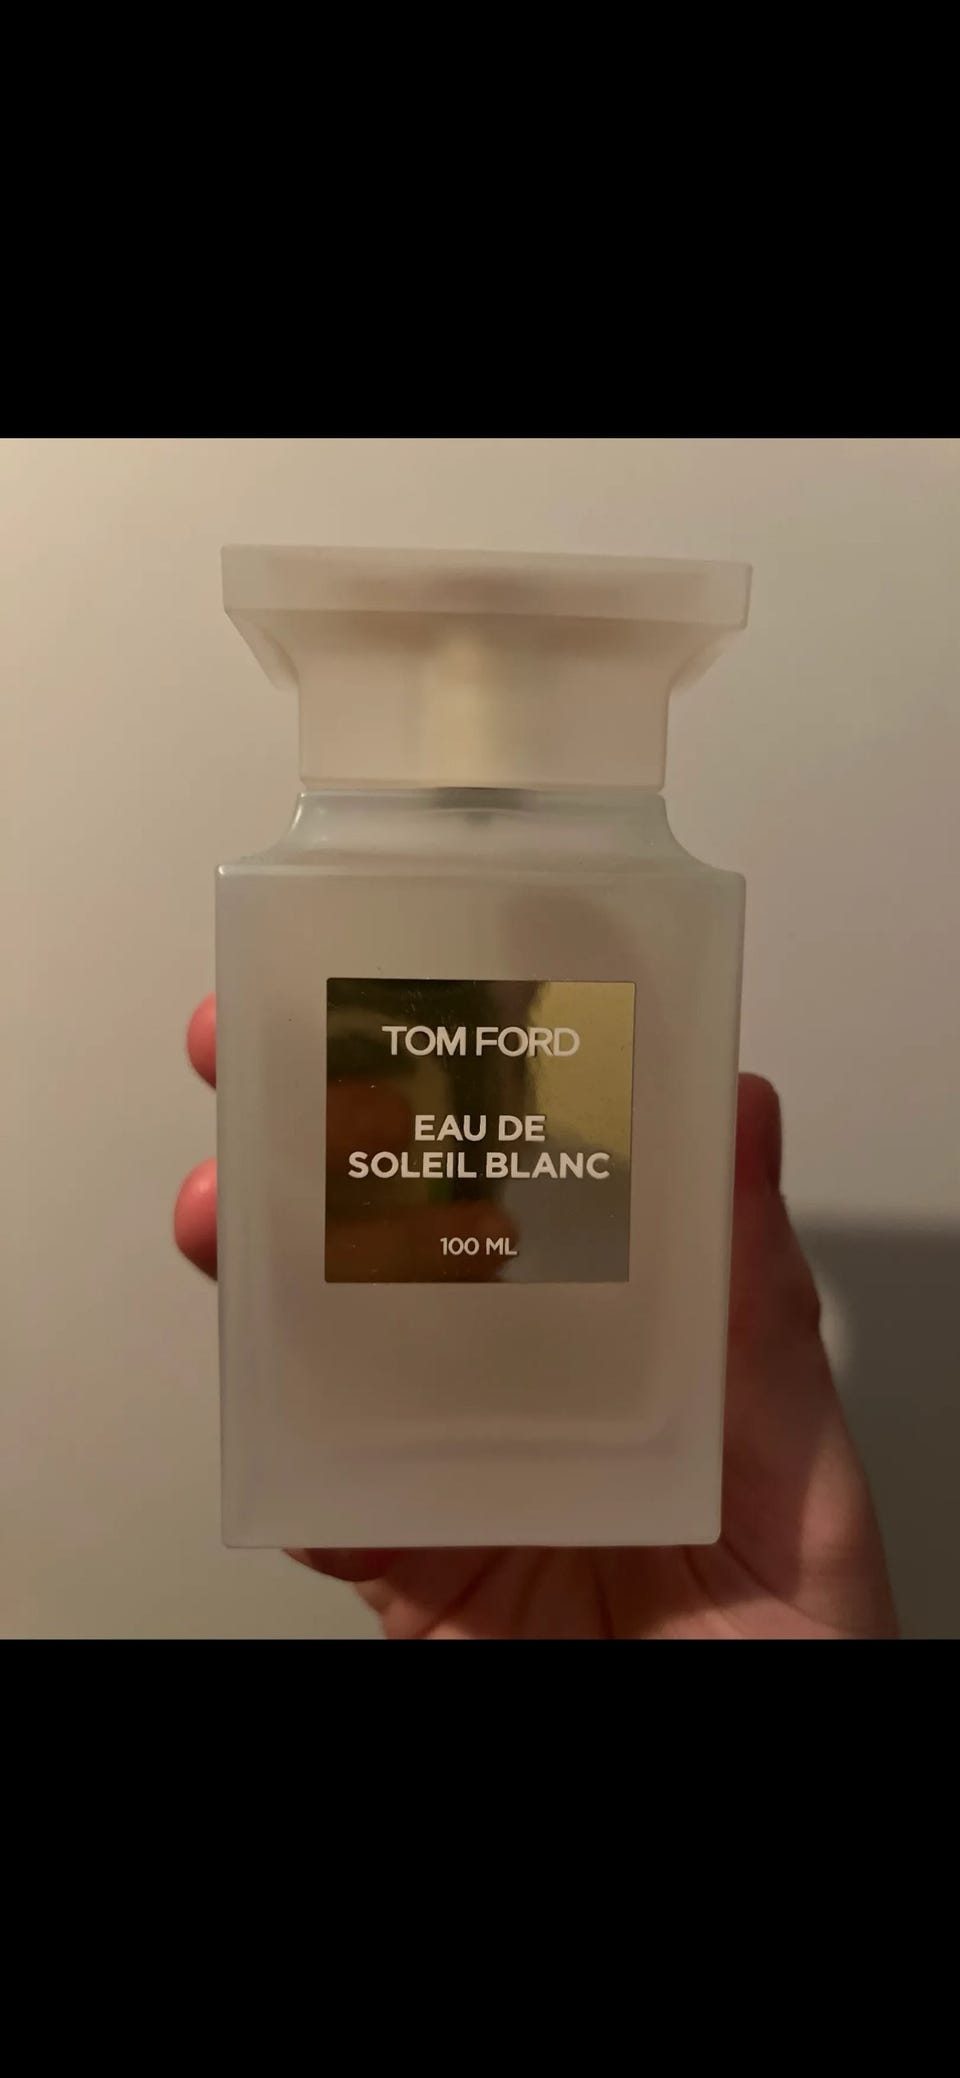 TOM FORD
EAU DE
SOLEIL BLANC
100 ML